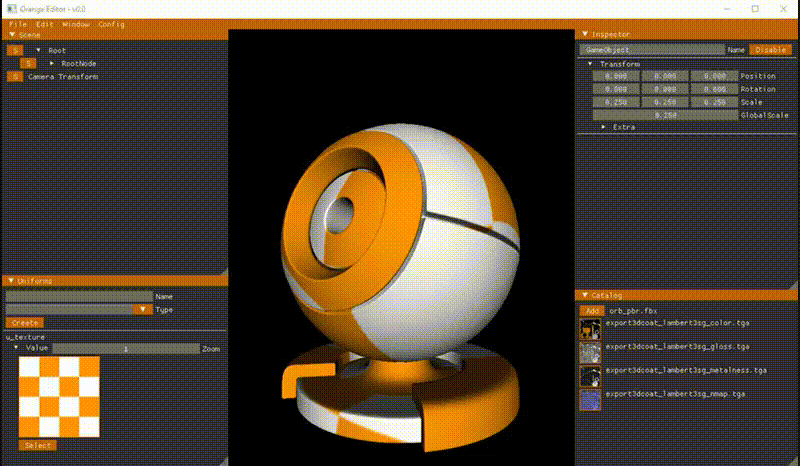 Orange Editor - v0.0
File Edit Window Config
Scene
S Root
S RootNode
S Camera Transform
Uniforms
Name
Type
Create
u_texture
Value 1 Zoom
Select
Inspector
GameObject Name Disable
Transform
0.000 0.000 0.000 Position
0.000 0.000 0.000 Rotation
0.250 0.250 0.250 Scale
0.250 GlobalScale
Extra
Catalog
Add orb_pbr.fbx
export3dcoat_lambert3sg_color.tga
export3dcoat_lambert3sg_gloss.tga
export3dcoat_lambert3sg_metalness.tga
export3dcoat_lambert3sg_nmap.tga